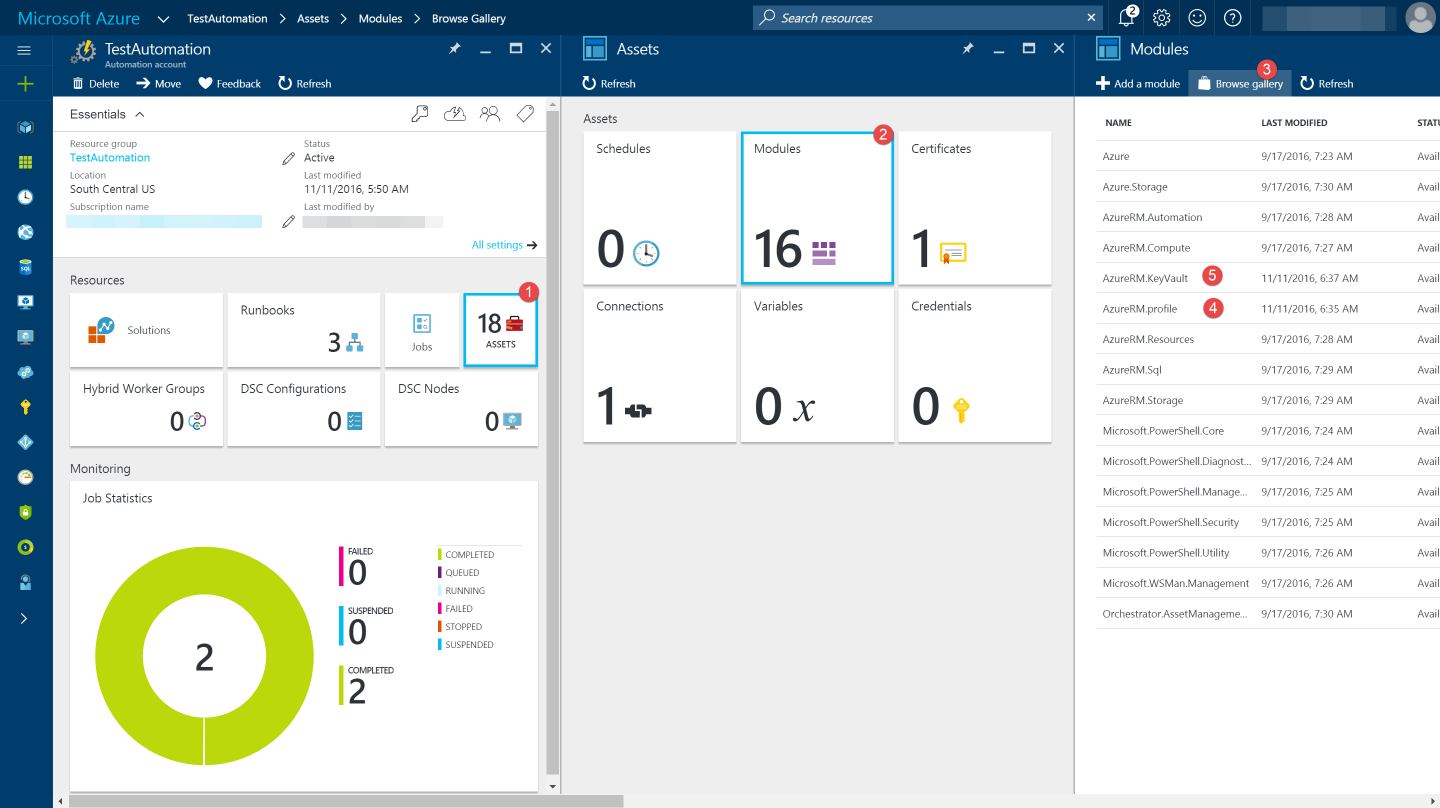 Microsoft Azure
TestAutomation > Assets > Modules > Browse Gallery
Search resources
2
TestAutomation
Automation account
Delete
Move
Feedback
Refresh
Essentials
Resource group
TestAutomation
Status
Active
Location
South Central US
Last modified
11/11/2016, 5:50 AM
Subscription name
Last modified by
All settings
Resources
Solutions
Runbooks
3
Jobs
1
18
ASSETS
Hybrid Worker Groups
0
DSC Configurations
0
DSC Nodes
0
Monitoring
Job Statistics
2
FAILED
0
SUSPENDED
0
COMPLETED
2
COMPLETED
QUEUED
RUNNING
FAILED
STOPPED
SUSPENDED
Assets
Refresh
Assets
Schedules
0
Modules
2
16
Certificates
1
Connections
1
Variables
0 x
Credentials
0
Modules
Add a module
Browse gallery
3
Refresh
NAME LAST MODIFIED STATU
Azure 9/17/2016, 7:23 AM Avail
Azure.Storage 9/17/2016, 7:30 AM Avail
AzureRM.Automation 9/17/2016, 7:28 AM Avail
AzureRM.Compute 9/17/2016, 7:27 AM Avail
AzureRM.KeyVault 5 11/11/2016, 6:37 AM Avail
AzureRM.profile 4 11/11/2016, 6:35 AM Avail
AzureRM.Resources 9/17/2016, 7:28 AM Avail
AzureRM.Sql 9/17/2016, 7:29 AM Avail
AzureRM.Storage 9/17/2016, 7:29 AM Avail
Microsoft.PowerShell.Core 9/17/2016, 7:24 AM Avail
Microsoft.PowerShell.Diagnost... 9/17/2016, 7:24 AM Avail
Microsoft.PowerShell.Manage... 9/17/2016, 7:25 AM Avail
Microsoft.PowerShell.Security 9/17/2016, 7:25 AM Avail
Microsoft.PowerShell.Utility 9/17/2016, 7:26 AM Avail
Microsoft.WSMan.Management 9/17/2016, 7:26 AM Avail
Orchestrator.AssetManageme... 9/17/2016, 7:30 AM Avail